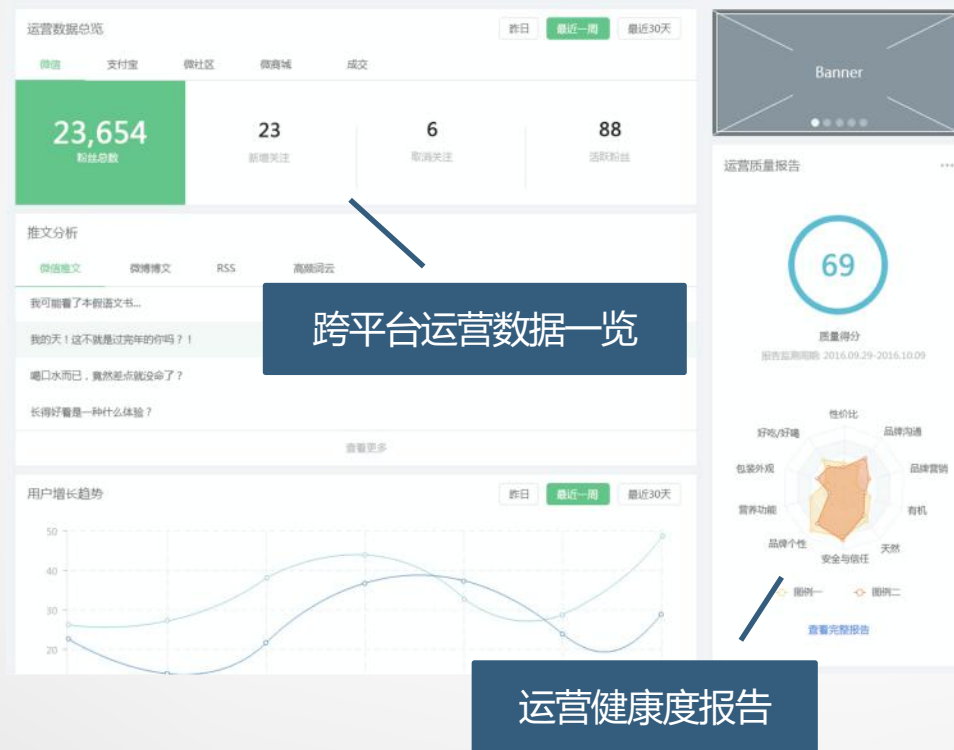 运营数据总览
昨日 最近一周 最近30天
微信 支付宝 微社区 微商城 成交
23,654 23 6 88
粉丝总数 新增关注 取消关注 活跃粉丝
推文分析
微信推文 微博博文 RSS 高频词云
我可能看了本假语文书...
我的天！这不就是过完年的你吗？！
喝口水而已，竟然差点就没命了？
长得好看是一种什么体验？
查看更多
跨平台运营数据一览
用户增长趋势
昨日 最近一周 最近30天
50
40
30
20
Banner
运营质量报告
69
质量得分
报告监测周期: 2016.09.29-2016.10.09
性价比
好吃/好喝 品牌沟通
包装外观 品牌营销
营养功能 有机
品牌个性 天然
安全与信任
图例一 图例二
查看完整报告
运营健康度报告